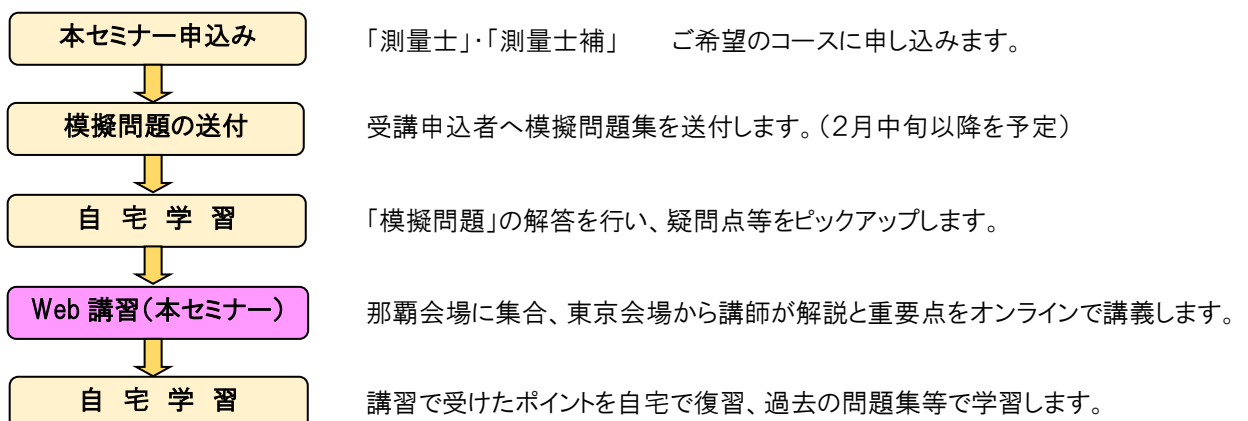 本セミナー申込み　「測量士」・「測量士補」　　ご希望のコースに申し込みます。
模擬問題の送付　受講申込者へ模擬問題集を送付します。（２月中旬以降を予定）
自　宅　学　習　「模擬問題」の解答を行い、疑問点等をピックアップします。
Web 講習（本セミナー）　那覇会場に集合、東京会場から講師が解説と重要点をオンラインで講義します。
自　宅　学　習　講習で受けたポイントを自宅で復習、過去の問題集等で学習します。